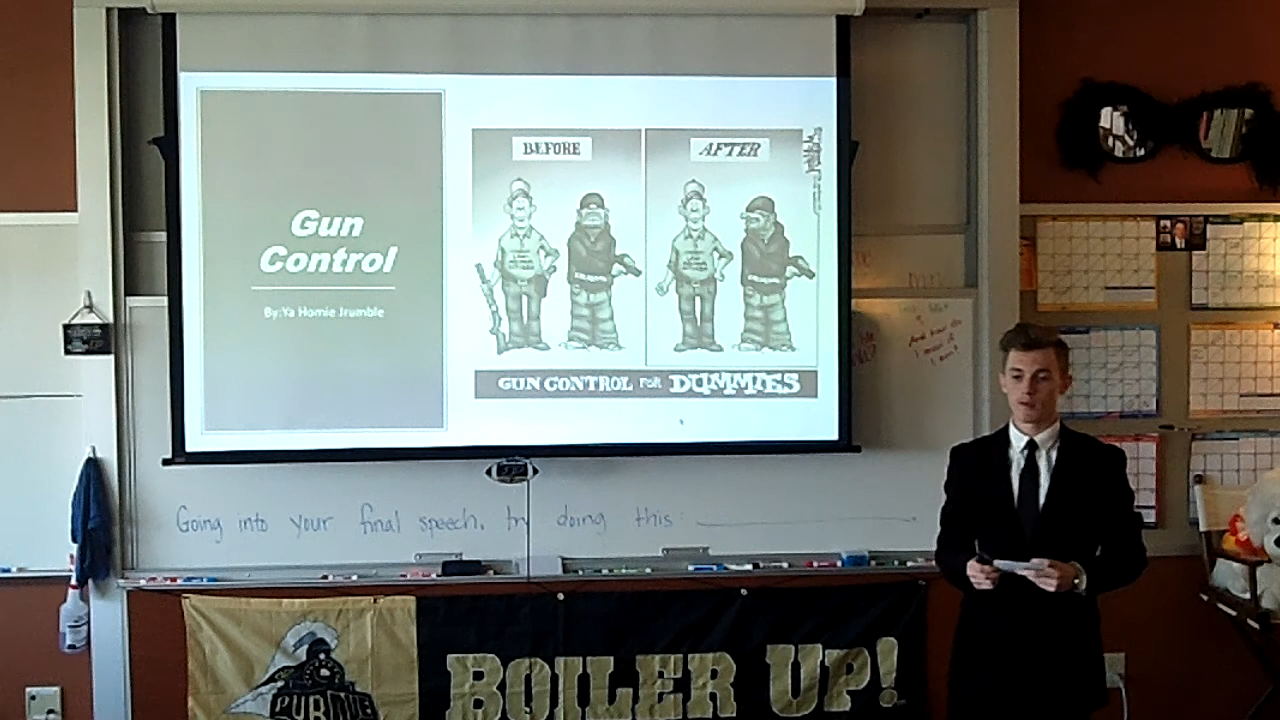 Gun
Control
By:Ya Homie Jrumble
BEFORE
AFTER
GUN CONTROL FOR DUMMIES
Going into your final speech, try doing this:
PURDUE
BOILER UP!